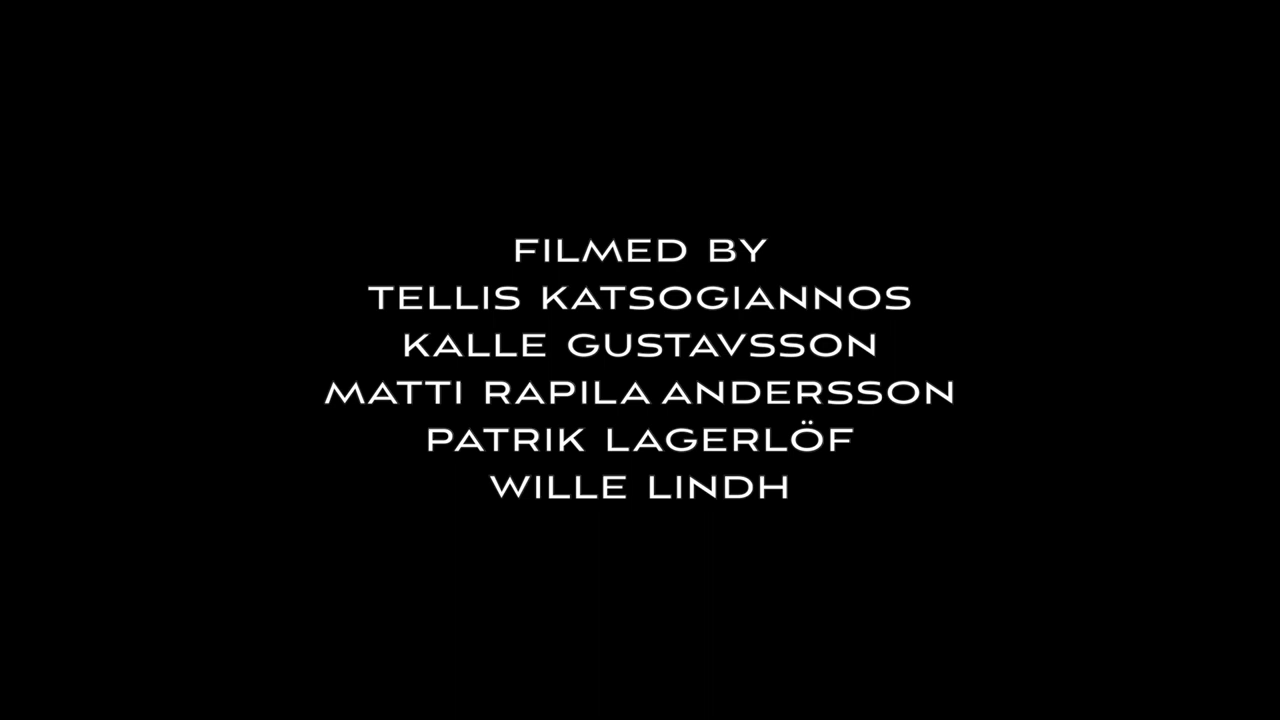 FILMED BY
TELLIS KATSOGIANNOS
KALLE GUSTAVSSON
MATTI RAPILA ANDERSSON
PATRIK LAGERLÖF
WILLE LINDH